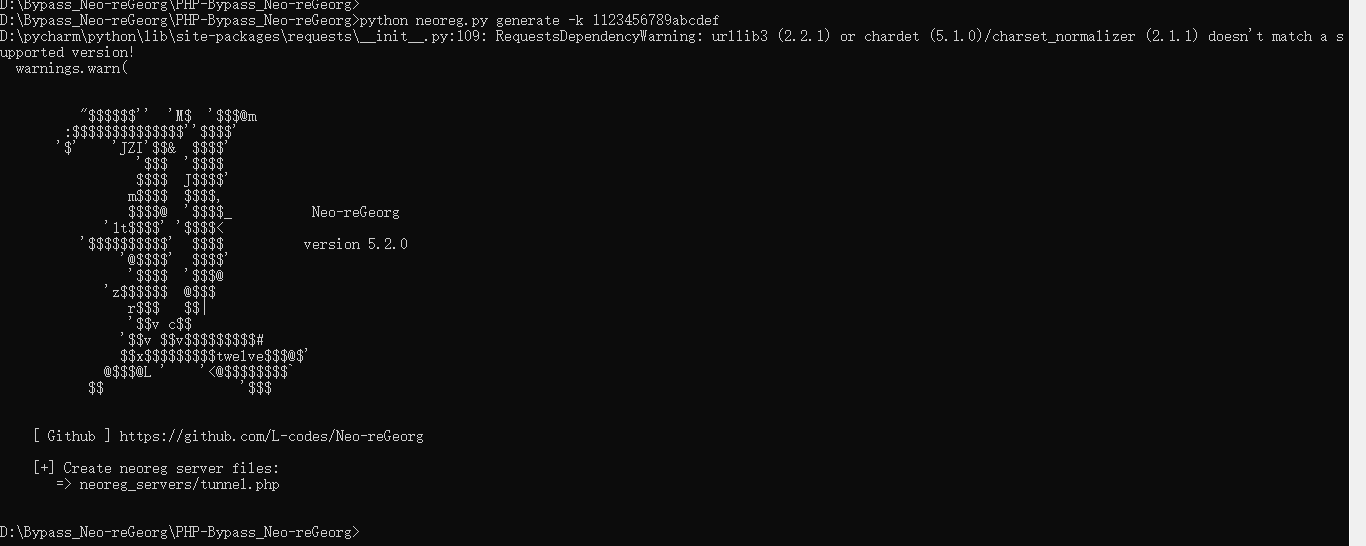 D:\Bypass_Neo-reGeorg\PHP-Bypass_Neo-reGeorg>
D:\Bypass_Neo-reGeorg\PHP-Bypass_Neo-reGeorg>python neoreg.py generate -k 1123456789abcdef
D:\pycharm\python\lib\site-packages\requests\__init__.py:109: RequestsDependencyWarning: urllib3 (2.2.1) or chardet (5.1.0)/charset_normalizer (2.1.1) doesn't match a s
upported version!
  warnings.warn(
          "$$$$$$''  'M$  '$$$@m
        :$$$$$$$$$$$$$$''$$$$'
       '$'    'JZI'$$&  $$$$'
                 '$$$  '$$$$
                 $$$$  J$$$$'
                m$$$$  $$$$,
                $$$$@  '$$$$_          Neo-reGeorg
             '1t$$$$' '$$$$<
          '$$$$$$$$$$'  $$$$          version 5.2.0
               '@$$$$'  $$$$'
                '$$$$  '$$$@
             'z$$$$$$  @$$$
                r$$$   $$|
                '$$v c$$
               '$$v $$v$$$$$$$$$#
               $$x$$$$$$$$$twelve$$$@$'
             @$$$@L '    '<@$$$$$$$$`
           $$                 '$$$
    [ Github ] https://github.com/L-codes/Neo-reGeorg
    [+] Create neoreg server files:
       => neoreg_servers/tunnel.php
D:\Bypass_Neo-reGeorg\PHP-Bypass_Neo-reGeorg>